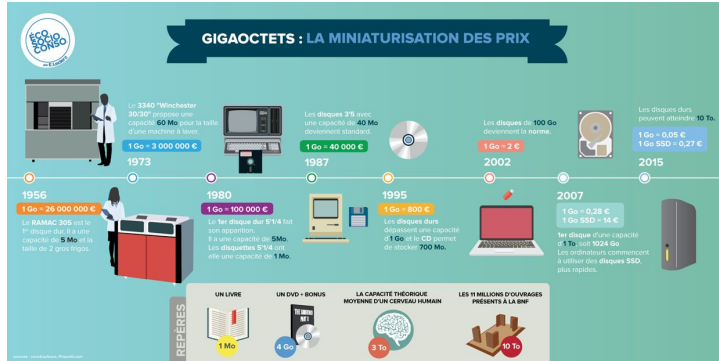 ÉCO
SOCIO
CONSO
GIGAOCTETS : LA MINIATURISATION DES PRIX
Le 3340 "Winchester
30/30" propose une
capacité 60 Mo pour la taille
d'une machine à laver.
1 Go = 3 000 000 €
1973
Les disques 3'5 avec
une capacité de 40 Mo
deviennent standard.
1 Go = 40 000 €
1987
Les disques de 100 Go
deviennent la norme.
1 Go = 2 €
2002
Les disques durs
peuvent atteindre 10 To.
1 Go = 0,05 €
1 Go SSD = 0,27 €
2015
1956
1 Go = 26 000 000 €
Le RAMAC 305 est le
1er disque dur. Il a une
capacité de 5 Mo et la
taille de 2 gros frigos.
1980
1 Go = 100 000 €
Le 1er disque dur 5'1/4 fait
son apparition.
Il a une capacité de 5Mo.
Les disquettes 5'1/4 ont
elle une capacité de 1 Mo.
1995
1 Go = 800 €
Les disques durs
dépassent une capacité
d'1 Go et le CD permet
de stocker 700 Mo.
2007
1 Go = 0,28 €
1 Go SSD = 14 €
1er disque d'une capacité
d'1 To soit 1024 Go
Les ordinateurs commencent
à utiliser des disques SSD,
plus rapides.
REPÈRES
UN LIVRE
1 Mo
UN DVD + BONUS
4 Go
LA CAPACITÉ THÉORIQUE
MOYENNE D'UN CERVEAU HUMAIN
3 To
LES 11 MILLIONS D'OUVRAGES
PRÉSENTS À LA BNF
10 To